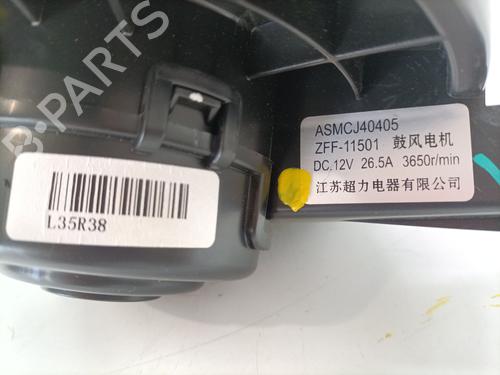 B-PARTS
ASMCJ40405
ZFF-11501 鼓风电机
DC.12V 26.5A 3650r/min
江苏超力电器有限公司
L35R38